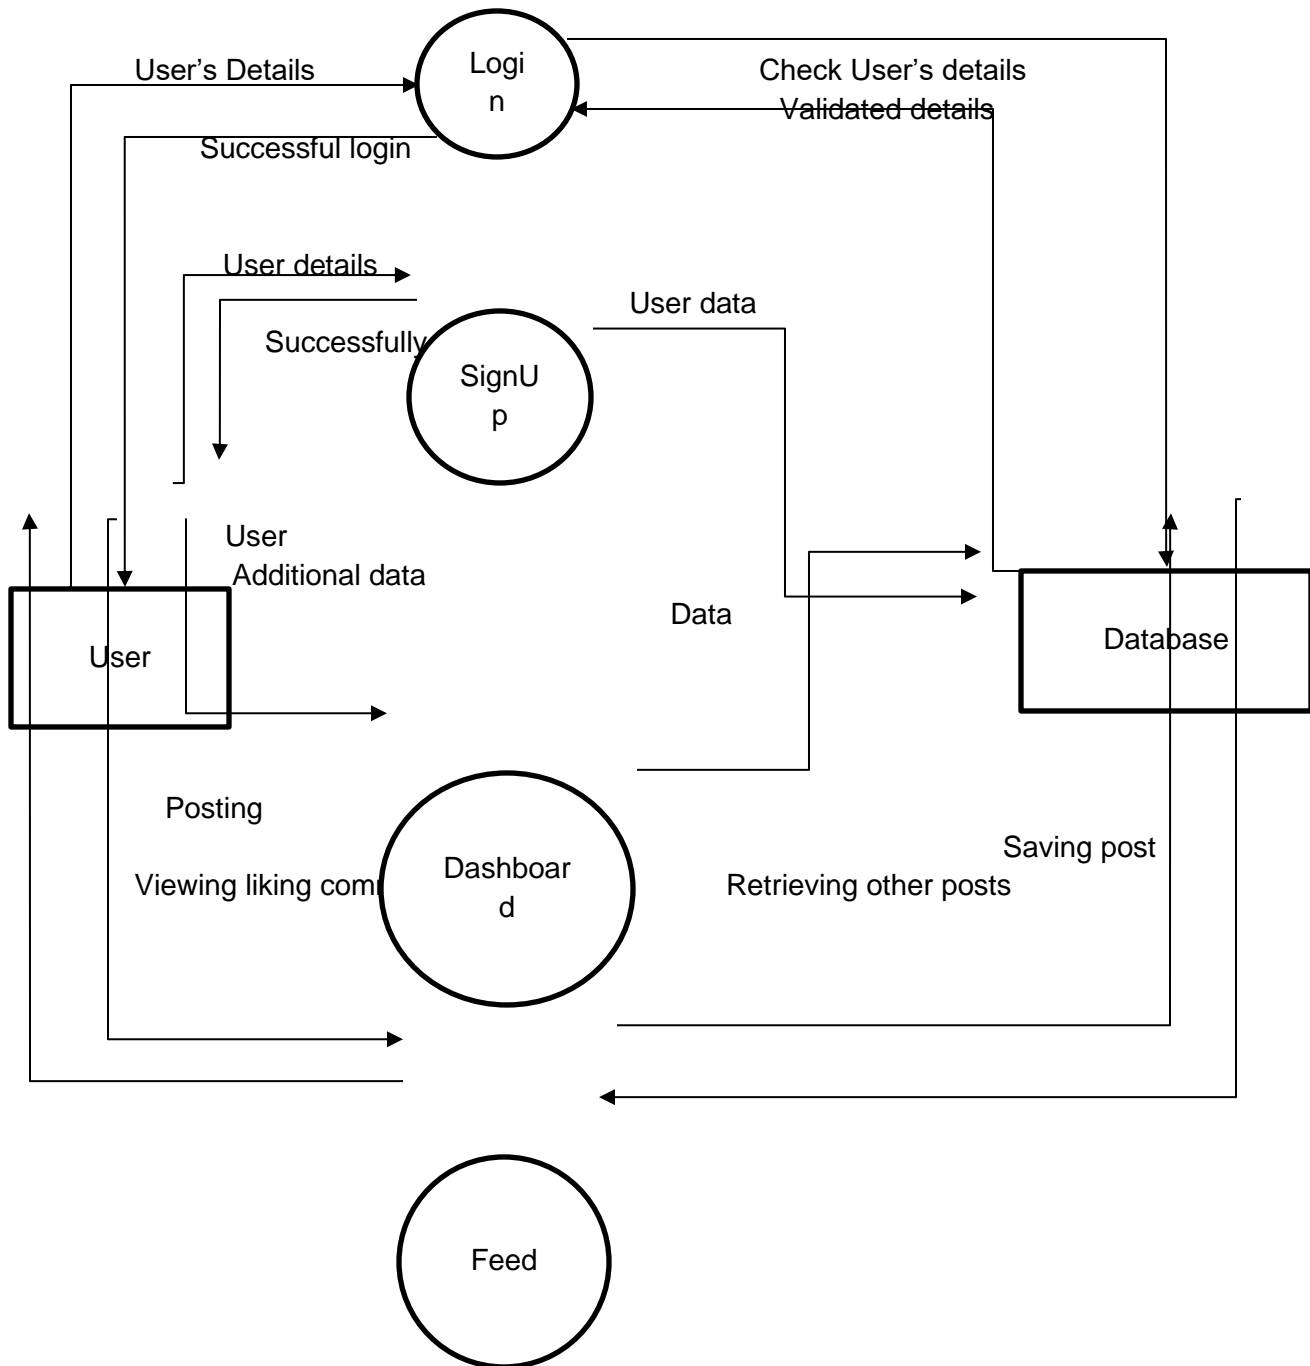 Logi
n
User’s Details
Check User’s details
Validated details
Successful login
User details
User data
Successfully
SignU
p
User
Additional data
Data
User
Database
Posting
Saving post
Dashboar
d
Viewing liking com
Retrieving other posts
Feed